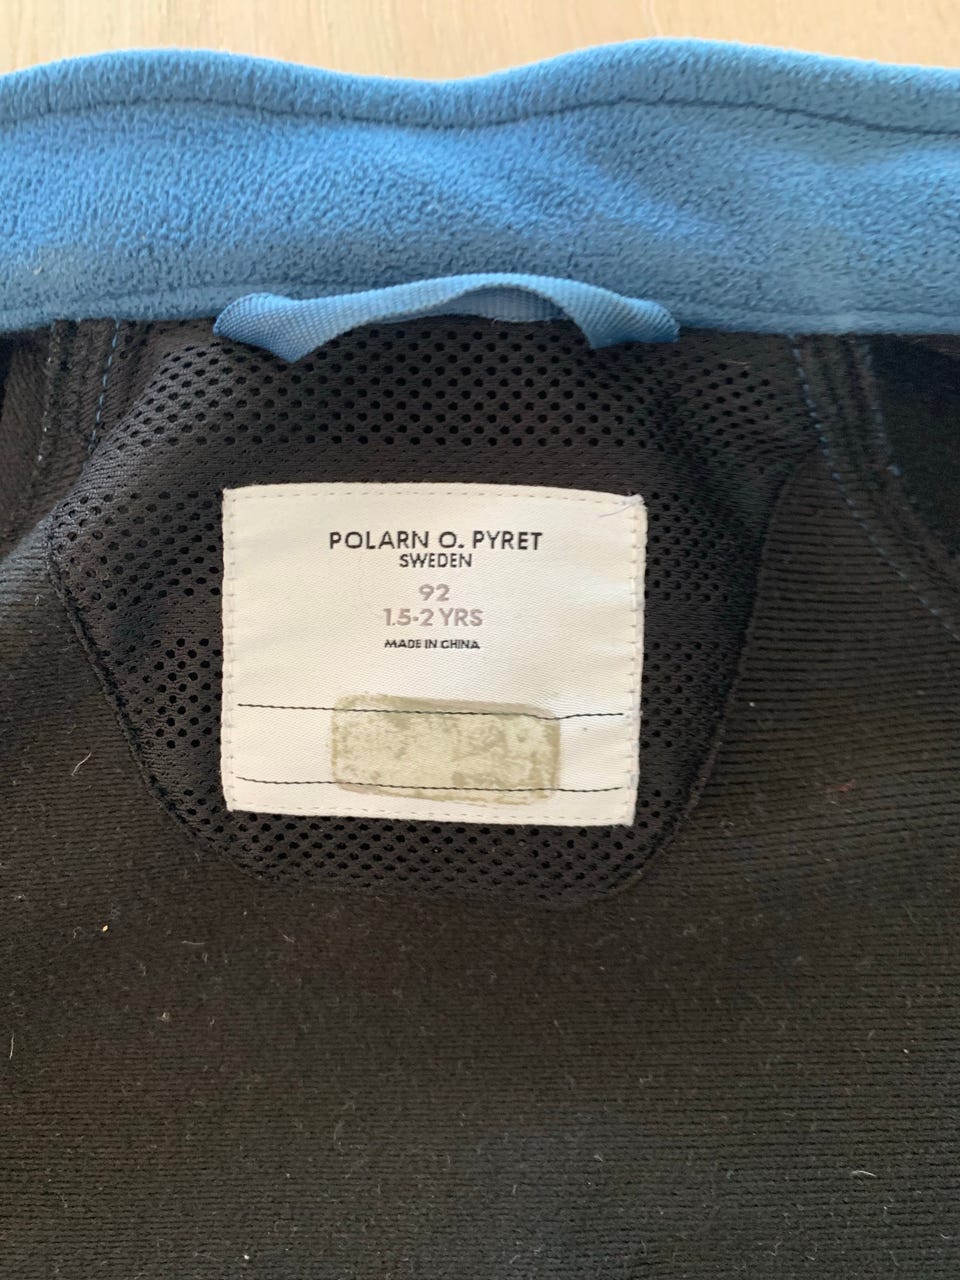 POLARN O. PYRET
SWEDEN
92
1.5-2 YRS
MADE IN CHINA